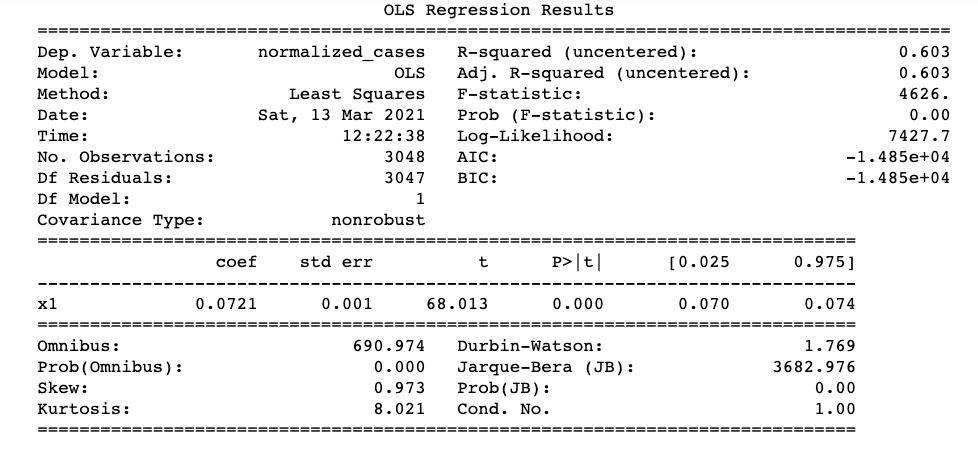 OLS Regression Results
==============================================================================
Dep. Variable: normalized_cases R-squared (uncentered): 0.603
Model: OLS Adj. R-squared (uncentered): 0.603
Method: Least Squares F-statistic: 4626.
Date: Sat, 13 Mar 2021 Prob (F-statistic): 0.00
Time: 12:22:38 Log-Likelihood: 7427.7
No. Observations: 3048 AIC: -1.485e+04
Df Residuals: 3047 BIC: -1.485e+04
Df Model: 1
Covariance Type: nonrobust
==============================================================================
coef std err t P>|t| [0.025 0.975]
------------------------------------------------------------------------------
x1 0.0721 0.001 68.013 0.000 0.070 0.074
==============================================================================
Omnibus: 690.974 Durbin-Watson: 1.769
Prob(Omnibus): 0.000 Jarque-Bera (JB): 3682.976
Skew: 0.973 Prob(JB): 0.00
Kurtosis: 8.021 Cond. No. 1.00
==============================================================================